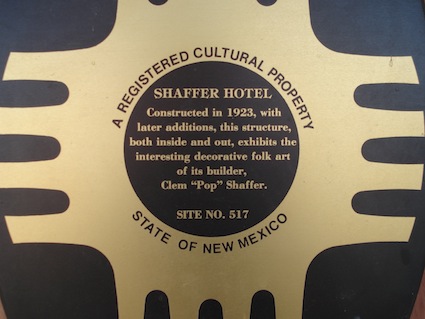 A REGISTERED CULTURAL PROPERTY
SHAFFER HOTEL
Constructed in 1923, with
later additions, this structure,
both inside and out, exhibits the
interesting decorative folk art
of its builder,
Clem “Pop” Shaffer.
SITE NO. 517
STATE OF NEW MEXICO